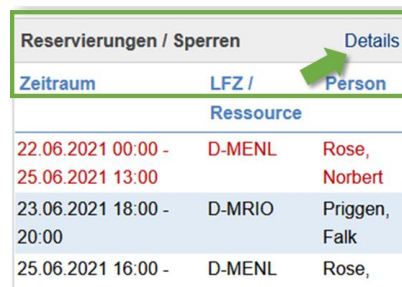 Reservierungen / Sperren Details
Zeitraum LFZ / Person
Ressource
22.06.2021 00:00 - D-MENL Rose,
25.06.2021 13:00 Norbert
23.06.2021 18:00 - D-MRIO Priggen,
20:00 Falk
25.06.2021 16:00 - D-MENL Rose,